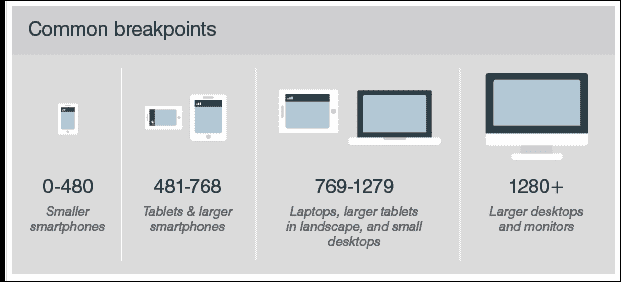 Common breakpoints
0-480
Smaller
smartphones
481-768
Tablets & larger
smartphones
769-1279
Laptops, larger tablets
in landscape, and small
desktops
1280+
Larger desktops
and monitors